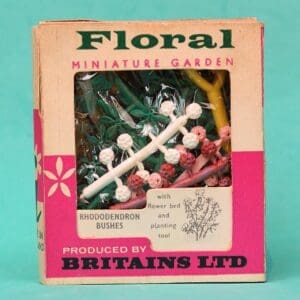 Floral
MINIATURE GARDEN
RHODODENDRON
BUSHES
with
flower bed
and
planting
tool
PRODUCED BY
BRITAINS LTD